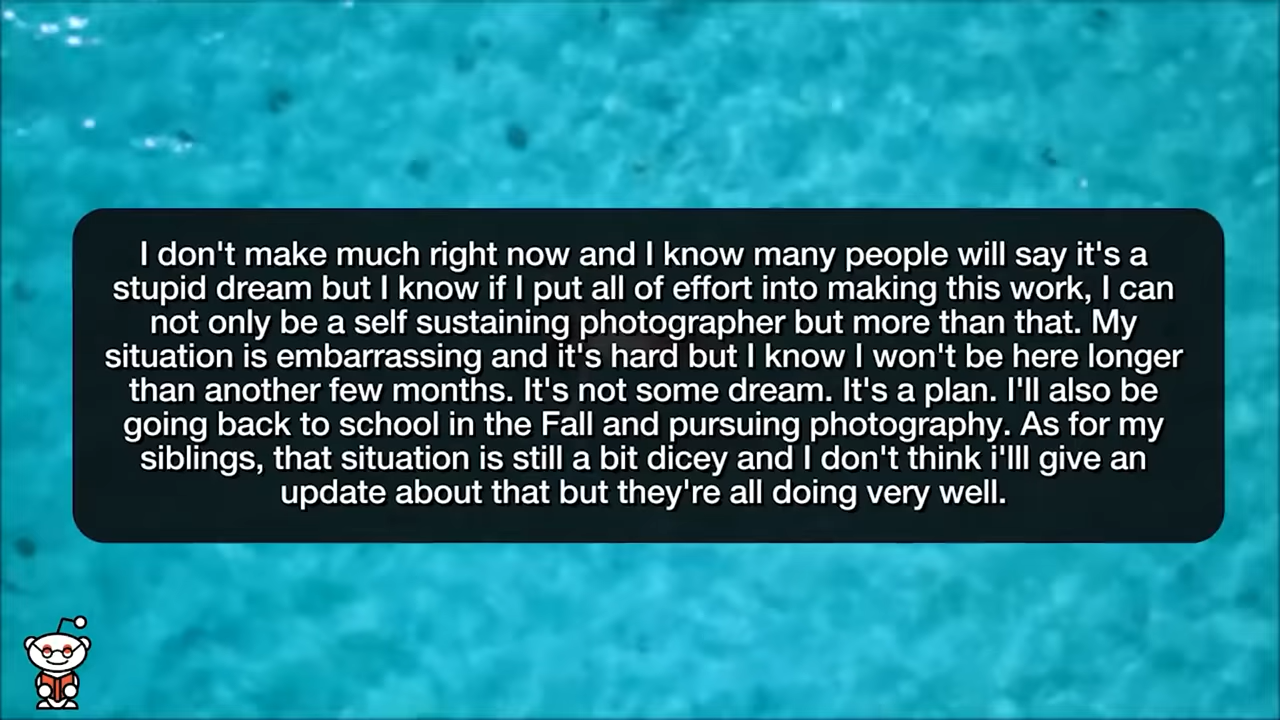 I don't make much right now and I know many people will say it's a
stupid dream but I know if I put all of effort into making this work, I can
not only be a self sustaining photographer but more than that. My
situation is embarrassing and it's hard but I know I won't be here longer
than another few months. It's not some dream. It's a plan. I'll also be
going back to school in the Fall and pursuing photography. As for my
siblings, that situation is still a bit dicey and I don't think i'lll give an
update about that but they're all doing very well.